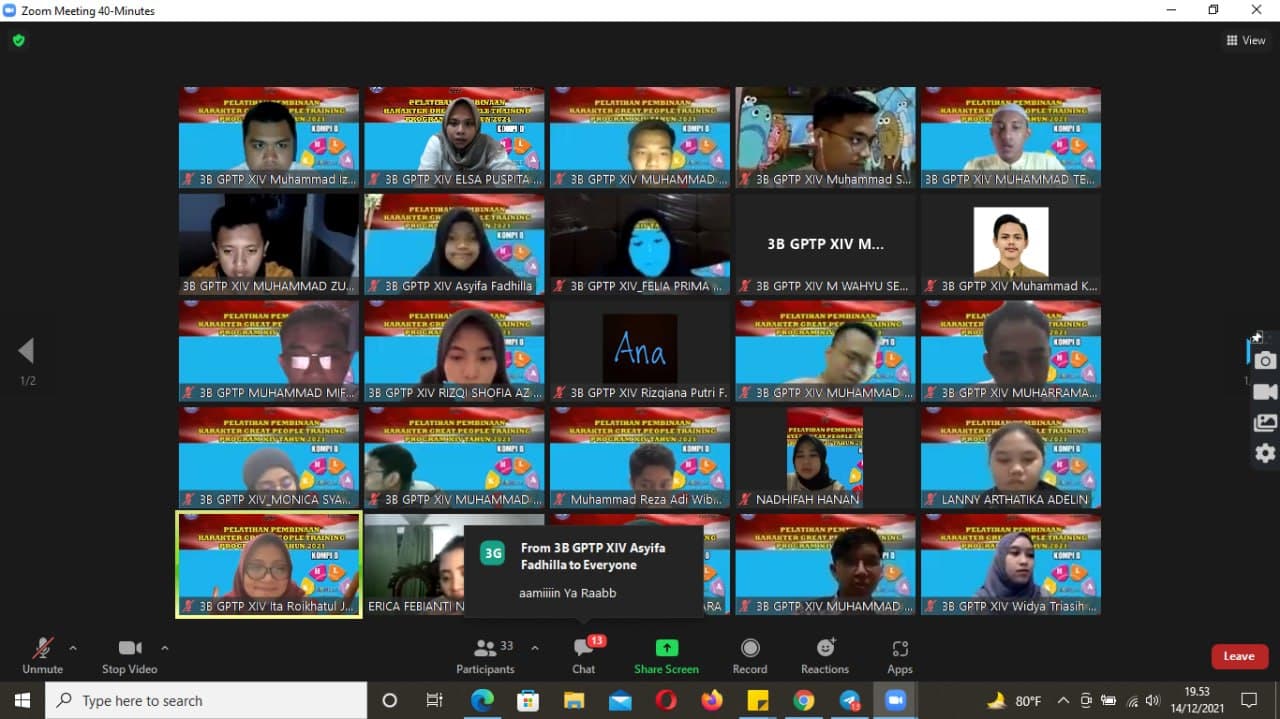 Zoom Meeting 40-Minutes
View
PELATIHAN PEMBINAAN
KARAKTER GREAT PEOPLE TRAINING
PROGRAM XIV TAHUN 2021
KOMPI B
3B GPTP XIV Muhammad iz...
3B GPTP XIV ELSA PUSPITA ...
3B GPTP XIV MUHAMMAD ...
3B GPTP XIV Muhammad S...
3B GPTP XIV MUHAMMAD TE...
3B GPTP XIV M...
3B GPTP XIV MUHAMMAD ZU...
3B GPTP XIV Asyifa Fadhilla
3B GPTP XIV_FELIA PRIMA ...
3B GPTP XIV M WAHYU SE...
3B GPTP XIV Muhammad K...
1/2
Ana
3B GPTP MUHAMMAD MIF...
3B GPTP XIV RIZQI SHOFIA AZ...
3B GPTP XIV Rizqiana Putri F.
3B GPTP XIV MUHAMMAD ...
3B GPTP XIV MUHARRAMA...
3B GPTP XIV_MONICA SYA...
3B GPTP XIV MUHAMMAD ...
Muhammad Reza Adi Wib...
NADHIFAH HANAN
LANNY ARTHATIKA ADELIN
3B GPTP XIV Ita Roikhatul J...
ERICA FEBIANTI N
ARA
3B GPTP XIV MUHAMMAD ...
3B GPTP XIV Widya Triasih ...
3G
From 3B GPTP XIV Asyifa
Fadhilla to Everyone
aamiiiin Ya Raabb
Unmute
Stop Video
33
Participants
13
Chat
Share Screen
Record
Reactions
Apps
Leave
Type here to search
80°F
19.53
14/12/2021